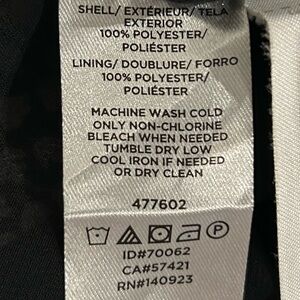 SHELL/ EXTÉRIEUR/ TELA
EXTERIOR
100% POLYESTER/
POLIÉSTER
LINING/ DOUBLURE/ FORRO
100% POLYESTER/
POLIÉSTER
MACHINE WASH COLD
ONLY NON-CHLORINE
BLEACH WHEN NEEDED
TUMBLE DRY LOW
COOL IRON IF NEEDED
OR DRY CLEAN
477602
P
ID#70062
CA#57421
RN#140923